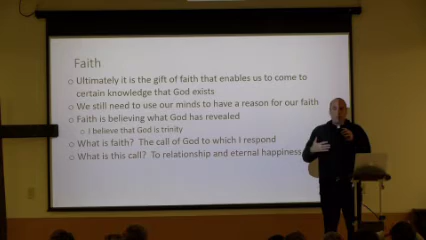 Faith
Ultimately it is the gift of faith that enables us to come to
certain knowledge that God exists
We still need to use our minds to have a reason for our faith
Faith is believing what God has revealed
I believe that God is trinity
What is faith? The call of God to which I respond
What is this call? To relationship and eternal happiness